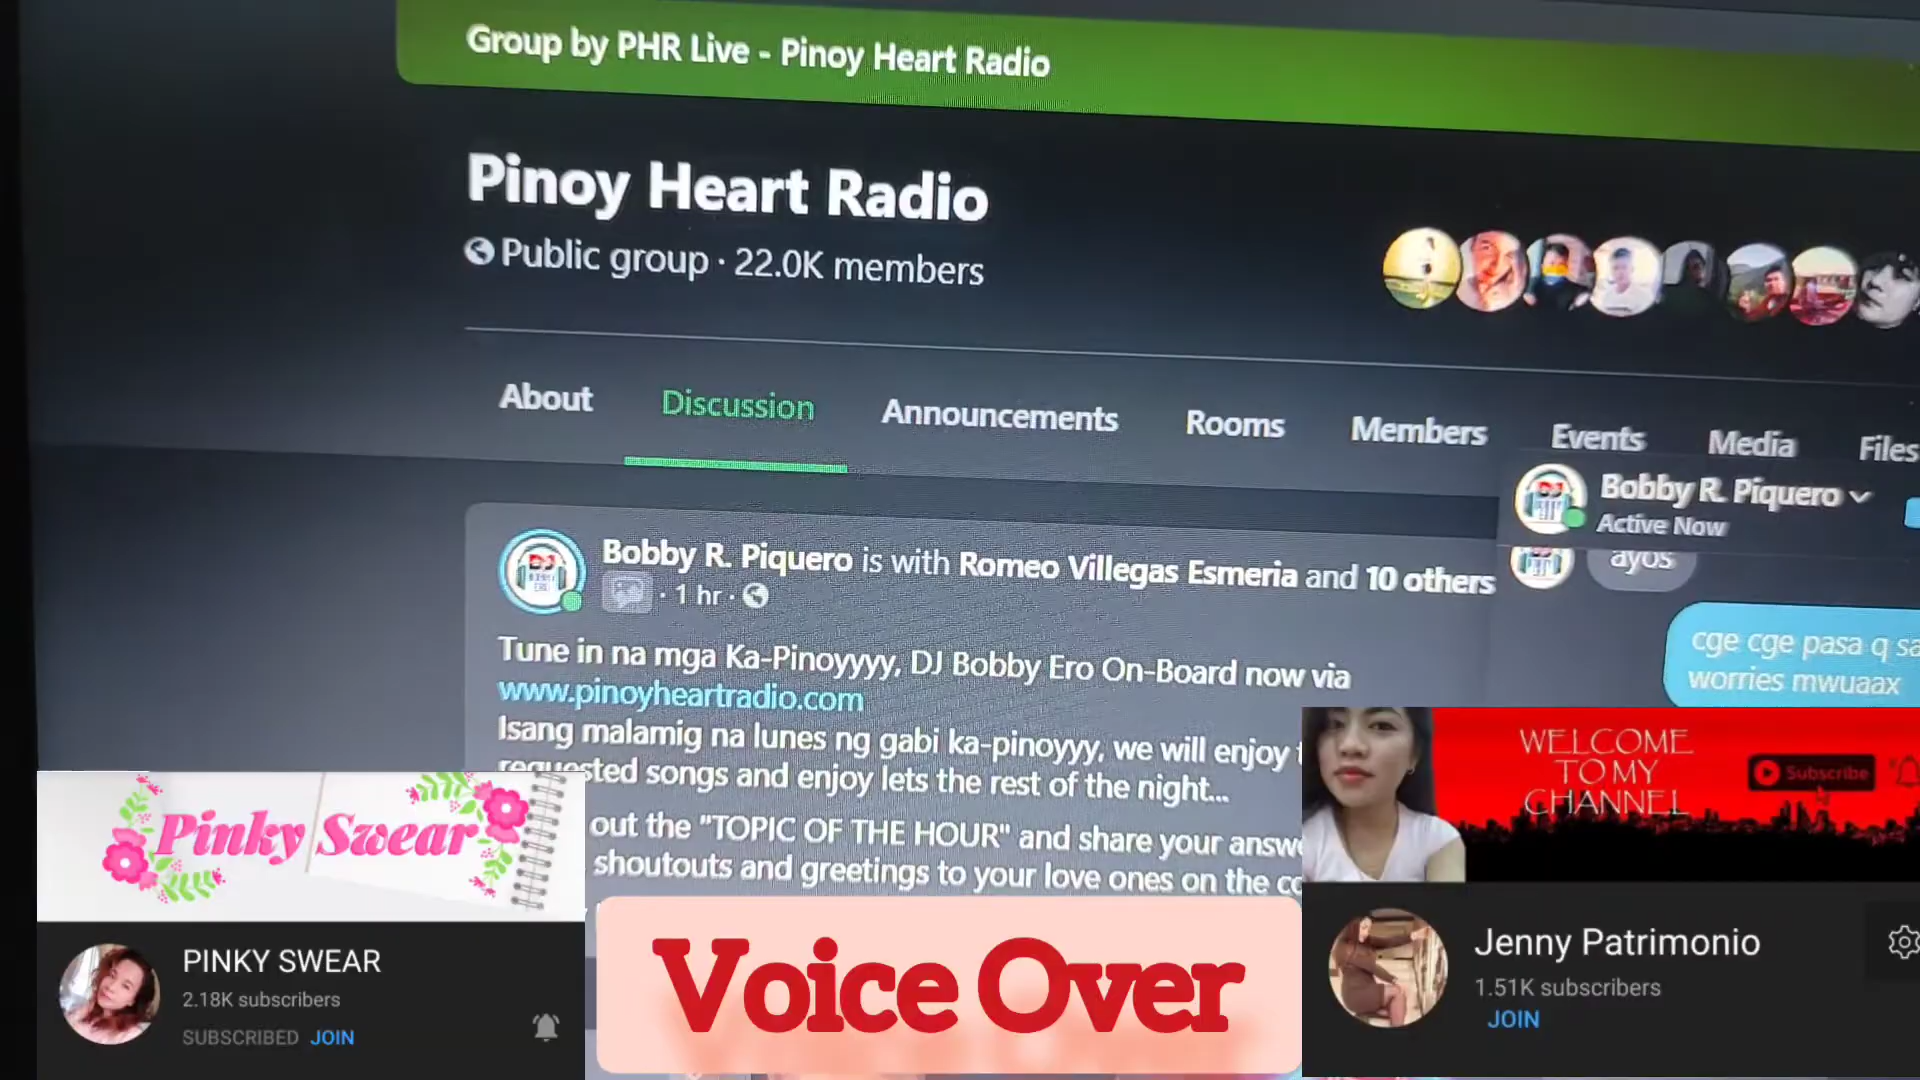 Group by PHR Live - Pinoy Heart Radio
Pinoy Heart Radio
Public group · 22.0K members
About
Discussion
Announcements
Rooms
Members
Events
Media
Files
Bobby R. Piquero
Active Now
ayos
cge cge pasa q sa
worries mwuaax
Bobby R. Piquero is with Romeo Villegas Esmeria and 10 others
· 1 hr ·
Tune in na mga Ka-Pinoyyyy, DJ Bobby Ero On-Board now via
www.pinoyheartradio.com
Isang malamig na lunes ng gabi ka-pinoyyy, we will enjoy
requested songs and enjoy lets the rest of the night...
out the "TOPIC OF THE HOUR" and share your
shoutouts and greetings to your love ones on the
Pinky Swear
PINKY SWEAR
2.18K subscribers
SUBSCRIBED JOIN
Voice Over
WELCOME
TO MY
CHANNEL
Subscribe
Jenny Patrimonio
1.51K subscribers
JOIN